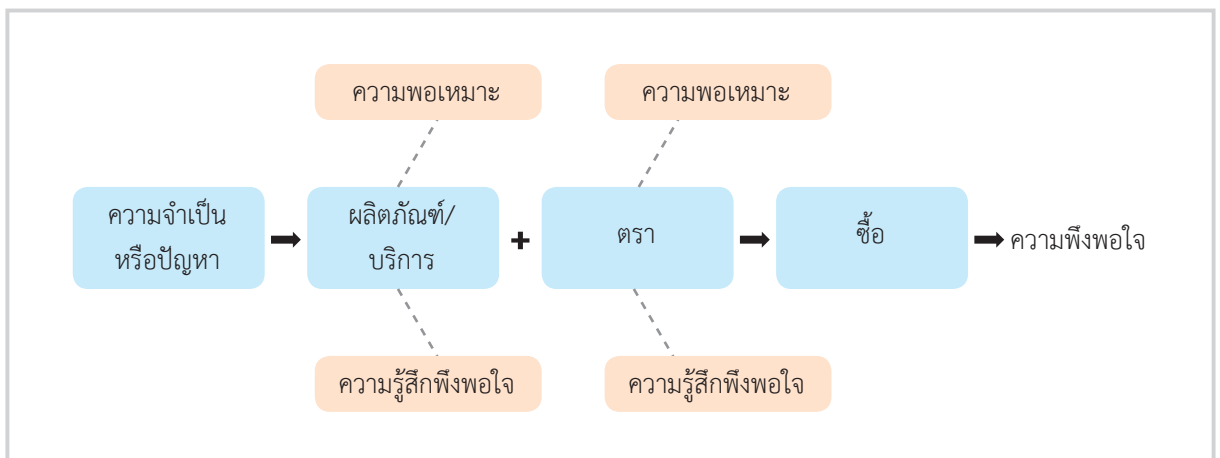 ความพอเหมาะ
ความพอเหมาะ
ความจำเป็น
หรือปัญหา
ผลิตภัณฑ์/
บริการ
+
ตรา
ซื้อ
ความพึงพอใจ
ความรู้สึกพึงพอใจ
ความรู้สึกพึงพอใจ